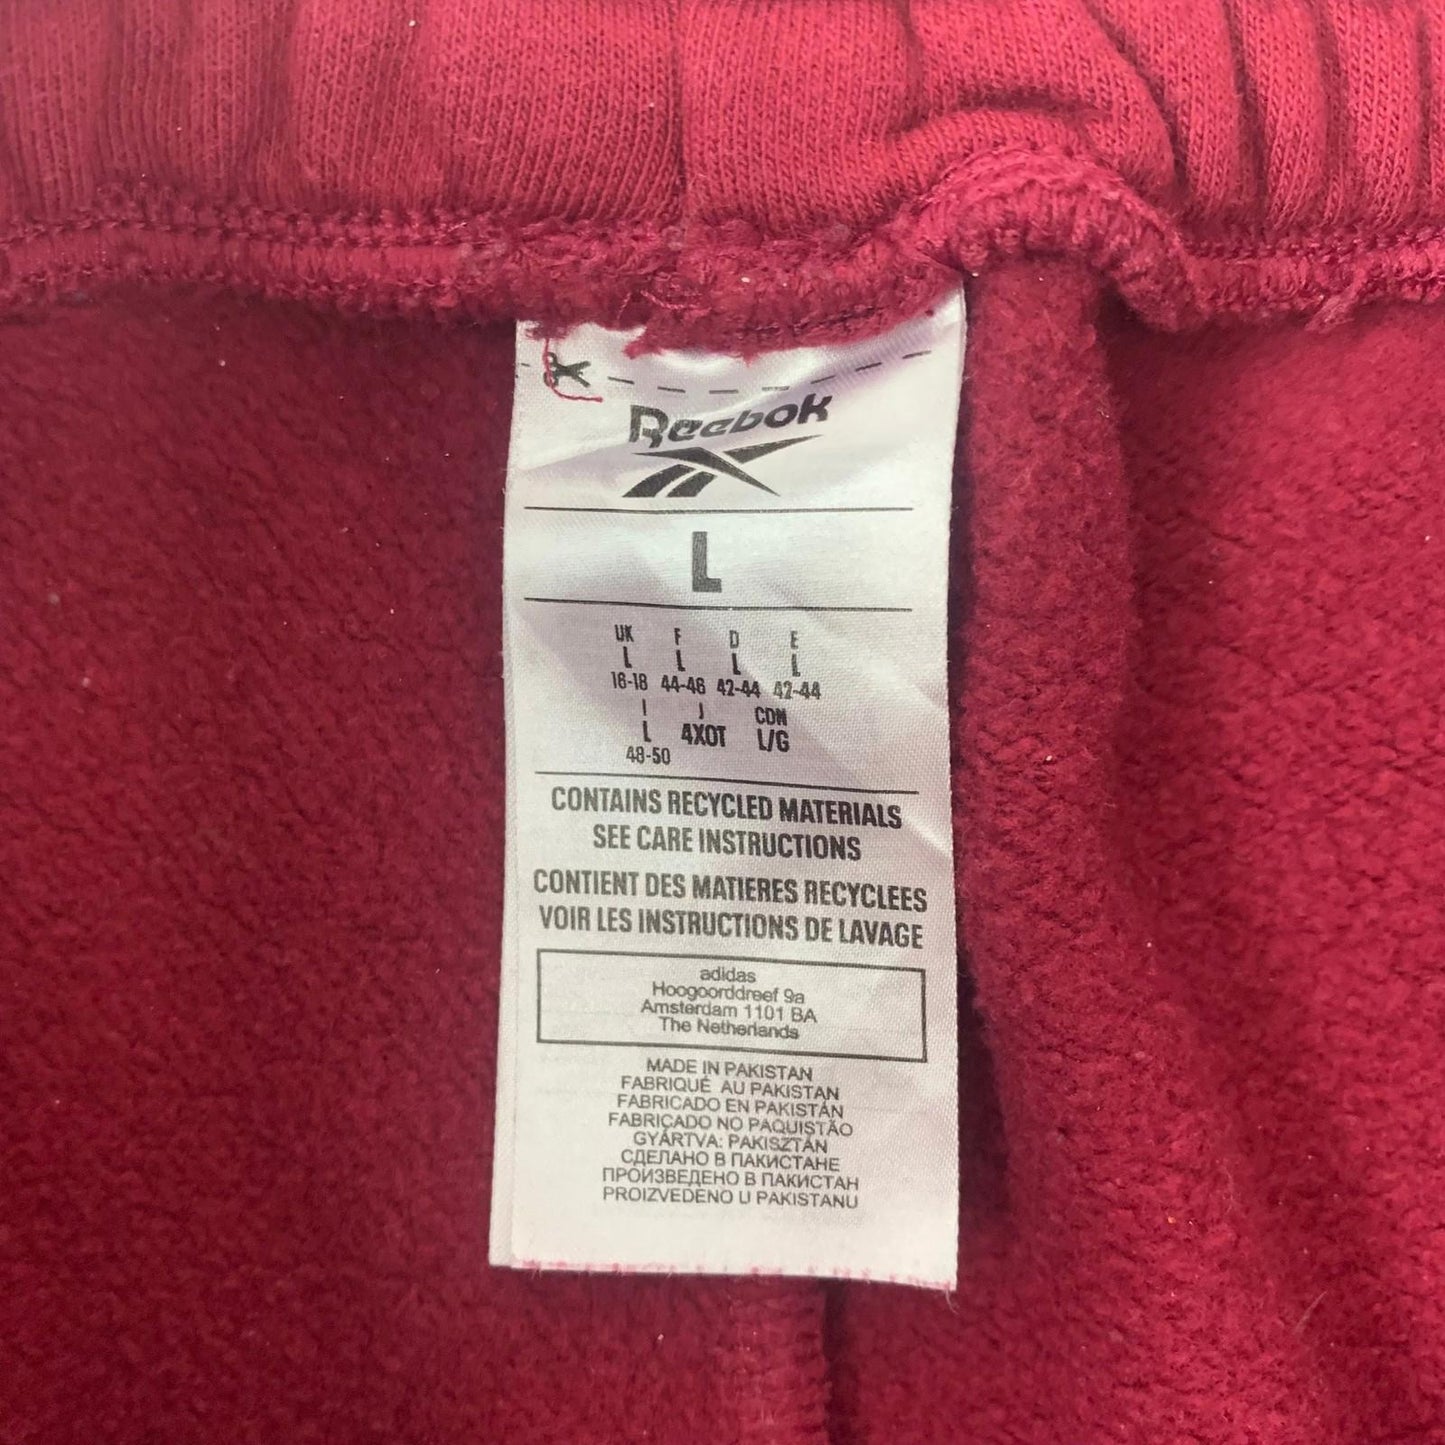 Reebok
L
UK F D E
L L L L
16-18 44-46 42-44 42-44
I J CDN
L 4XOT L/G
48-50
CONTAINS RECYCLED MATERIALS
SEE CARE INSTRUCTIONS
CONTIENT DES MATIERES RECYCLEES
VOIR LES INSTRUCTIONS DE LAVAGE
adidas
Hoogoorddreef 9a
Amsterdam 1101 BA
The Netherlands
MADE IN PAKISTAN
FABRIQUÉ AU PAKISTAN
FABRICADO EN PAKISTÁN
FABRICADO NO PAQUISTÃO
GYÁRTVA: PAKISZTÁN
СДЕЛАНО В ПАКИСТАНЕ
ПРОИЗВЕДЕНО В ПАКИСТАН
PROIZVEDENO U PAKISTANU